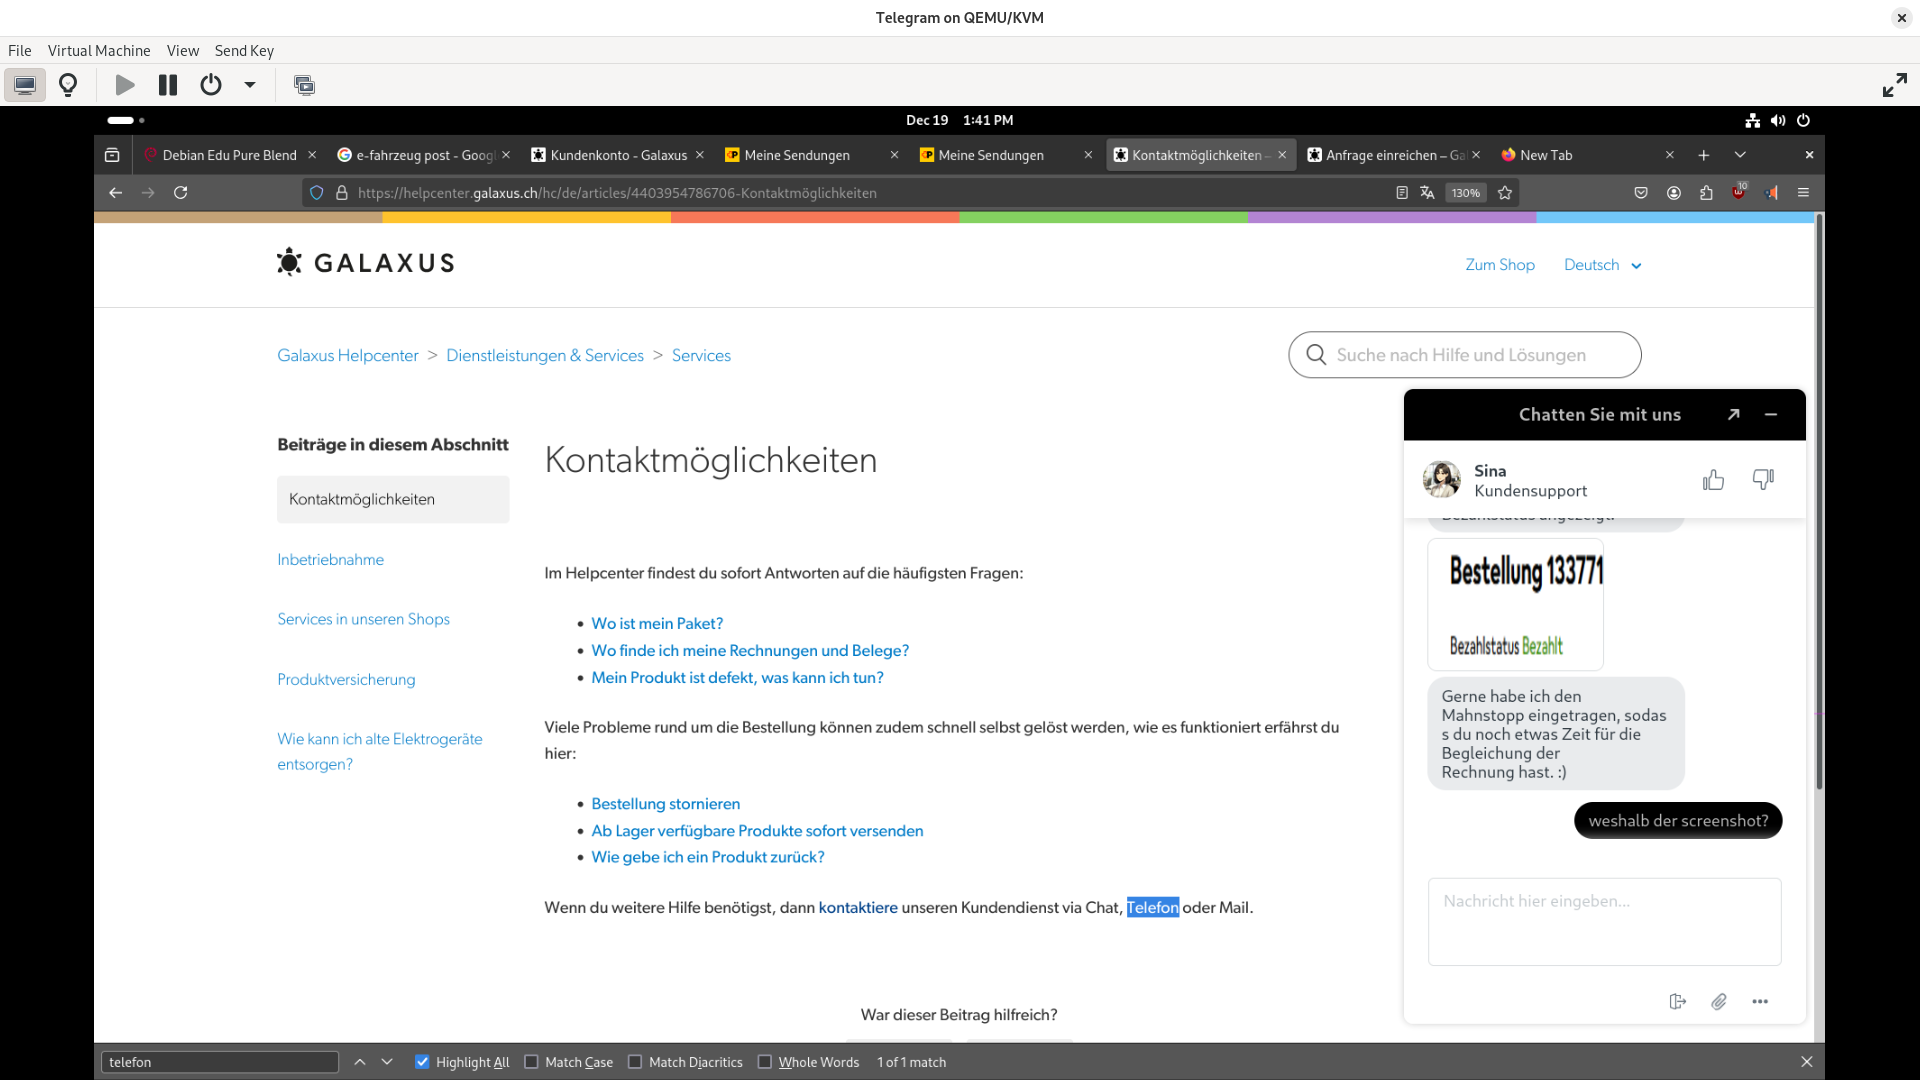 Telegram on QEMU/KVM
File Virtual Machine View Send Key
Dec 19 1:41 PM
Debian Edu Pure Blend
e-fahrzeug post - Goog
Kundenkonto - Galaxus
Meine Sendungen
Meine Sendungen
Kontaktmöglichkeiten –
Anfrage einreichen – Ga
New Tab
https://helpcenter.galaxus.ch/hc/de/articles/4403954786706-Kontaktmöglichkeiten
130%
10
GALAXUS
Zum Shop
Deutsch
Galaxus Helpcenter > Dienstleistungen & Services > Services
Suche nach Hilfe und Lösungen
Beiträge in diesem Abschnitt
Kontaktmöglichkeiten
Inbetriebnahme
Services in unseren Shops
Produktversicherung
Wie kann ich alte Elektrogeräte
entsorgen?
Kontaktmöglichkeiten
Im Helpcenter findest du sofort Antworten auf die häufigsten Fragen:
• Wo ist mein Paket?
• Wo finde ich meine Rechnungen und Belege?
• Mein Produkt ist defekt, was kann ich tun?
Viele Probleme rund um die Bestellung können zudem schnell selbst gelöst werden, wie es funktioniert erfährst du
hier:
• Bestellung stornieren
• Ab Lager verfügbare Produkte sofort versenden
• Wie gebe ich ein Produkt zurück?
Wenn du weitere Hilfe benötigst, dann kontaktiere unseren Kundendienst via Chat, Telefon oder Mail.
War dieser Beitrag hilfreich?
Chatten Sie mit uns
Sina
Kundensupport
Bestellung 133771
Bezahlstatus Bezahlt
Gerne habe ich den
Mahnstopp eingetragen, sodas
s du noch etwas Zeit für die
Begleichung der
Rechnung hast. :)
weshalb der screenshot?
Nachricht hier eingeben...
telefon
Highlight All
Match Case
Match Diacritics
Whole Words
1 of 1 match